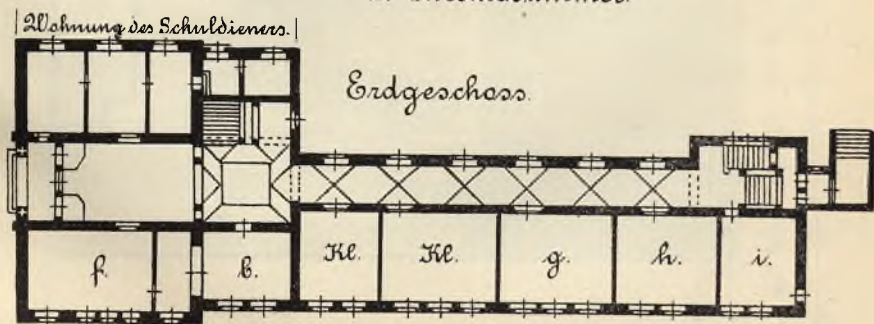 |Wohnung des Schuldieners.|
Erdgeschoss.
f. b. Kl. Kl. g. h. i.